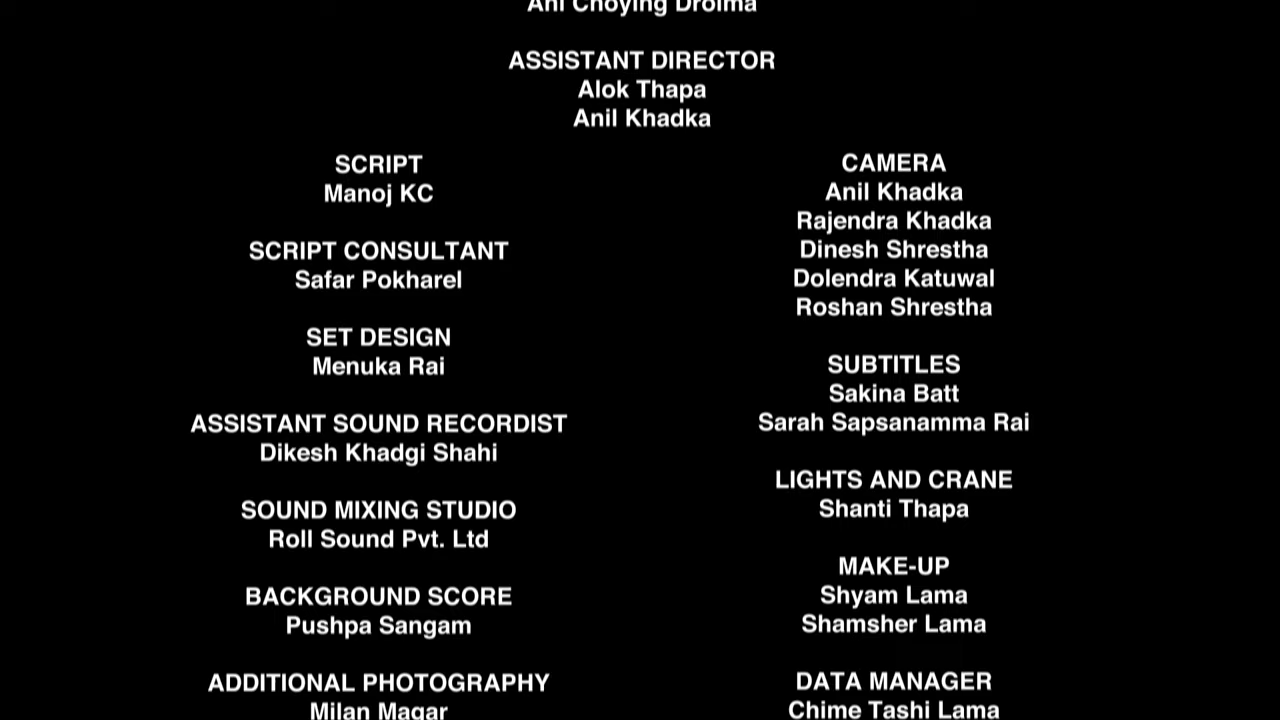 Ani Choying Drolma
ASSISTANT DIRECTOR
Alok Thapa
Anil Khadka
SCRIPT
Manoj KC
SCRIPT CONSULTANT
Safar Pokharel
SET DESIGN
Menuka Rai
ASSISTANT SOUND RECORDIST
Dikesh Khadgi Shahi
SOUND MIXING STUDIO
Roll Sound Pvt. Ltd
BACKGROUND SCORE
Pushpa Sangam
ADDITIONAL PHOTOGRAPHY
Milan Magar
CAMERA
Anil Khadka
Rajendra Khadka
Dinesh Shrestha
Dolendra Katuwal
Roshan Shrestha
SUBTITLES
Sakina Batt
Sarah Sapsanamma Rai
LIGHTS AND CRANE
Shanti Thapa
MAKE-UP
Shyam Lama
Shamsher Lama
DATA MANAGER
Chime Tashi Lama